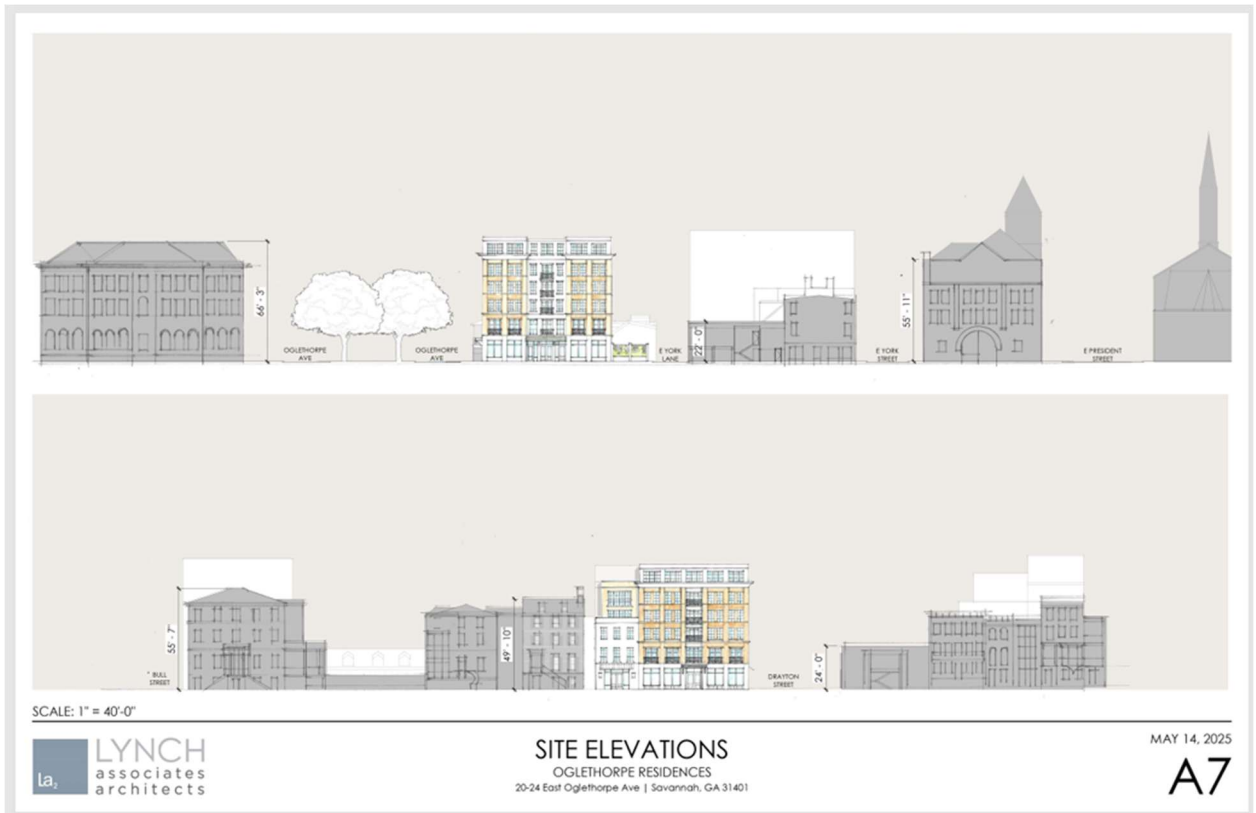 66' - 3"
OGLETHORPE
AVE
OGLETHORPE
AVE
E YORK
LANE
22' - 0"
E YORK
STREET
55' - 11"
E PRESIDENT
STREET
55' - 7"
BULL
STREET
49' - 10"
DRAYTON
STREET
24' - 0"
SCALE: 1" = 40'-0"
La2
LYNCH
associates
architects
SITE ELEVATIONS
OGLETHORPE RESIDENCES
20-24 East Oglethorpe Ave | Savannah, GA 31401
MAY 14, 2025
A7